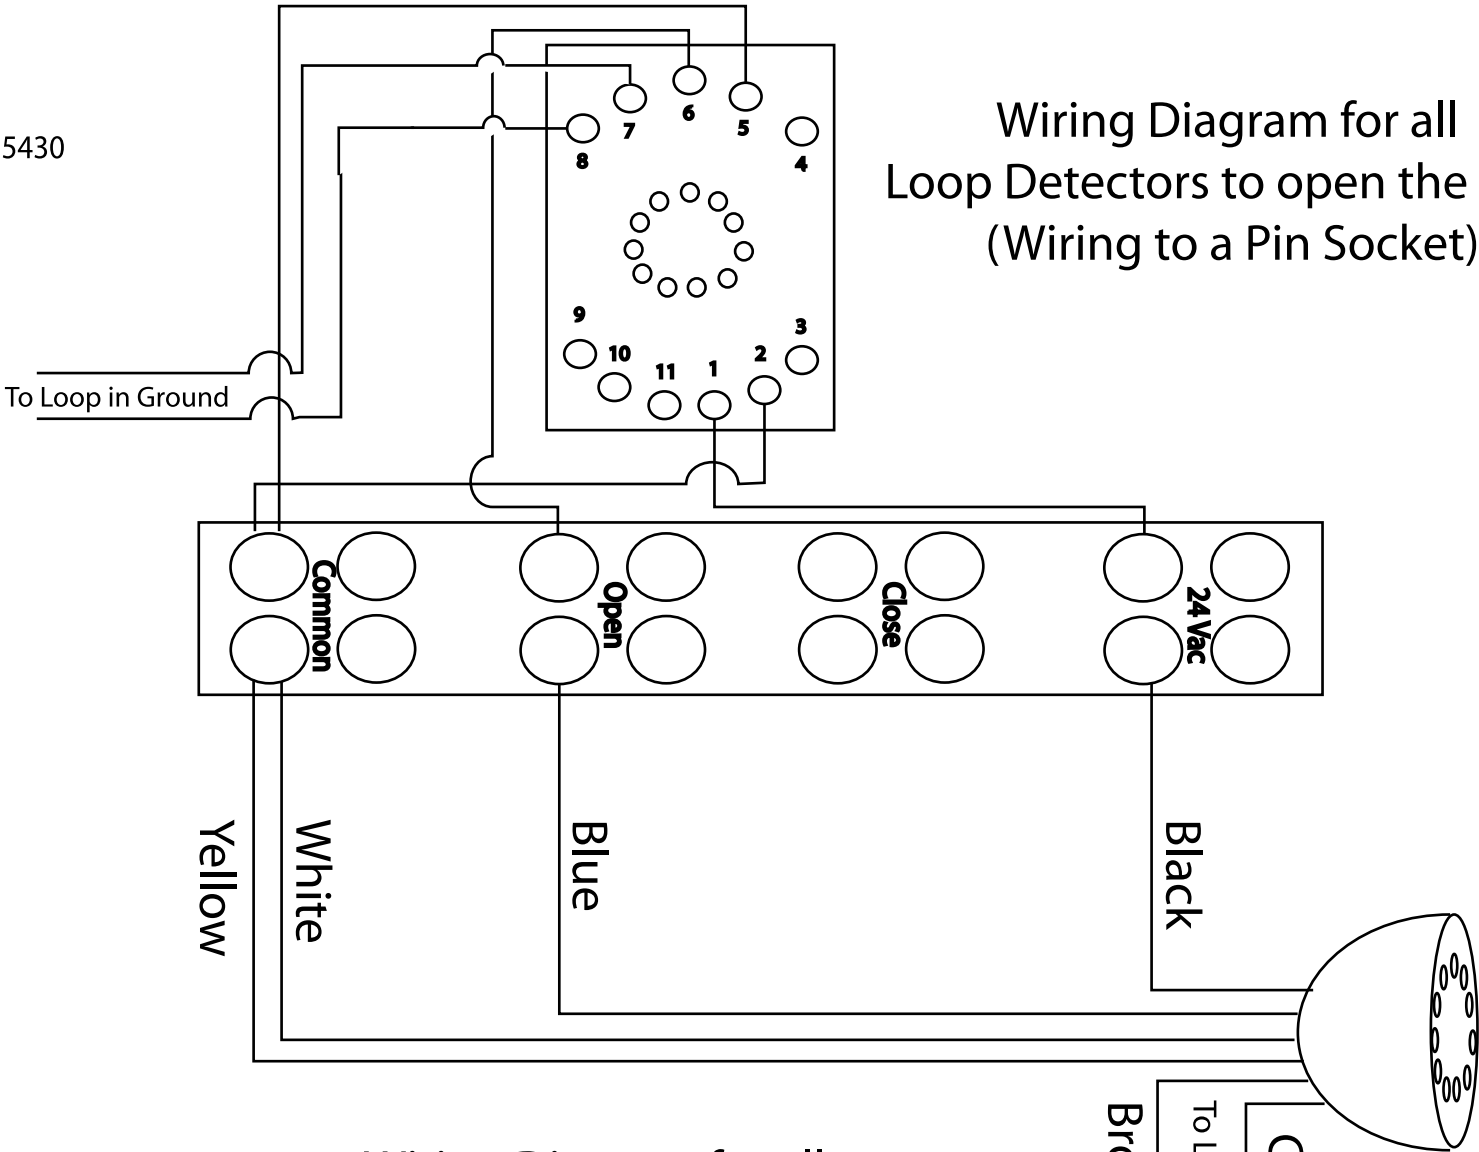 Wiring Diagram for all
Loop Detectors to open the
(Wiring to a Pin Socket)
5430
6
7
5
8
4
9
3
10
2
11
1
To Loop in Ground
Common
Open
Close
24 Vac
Yellow
White
Blue
Black